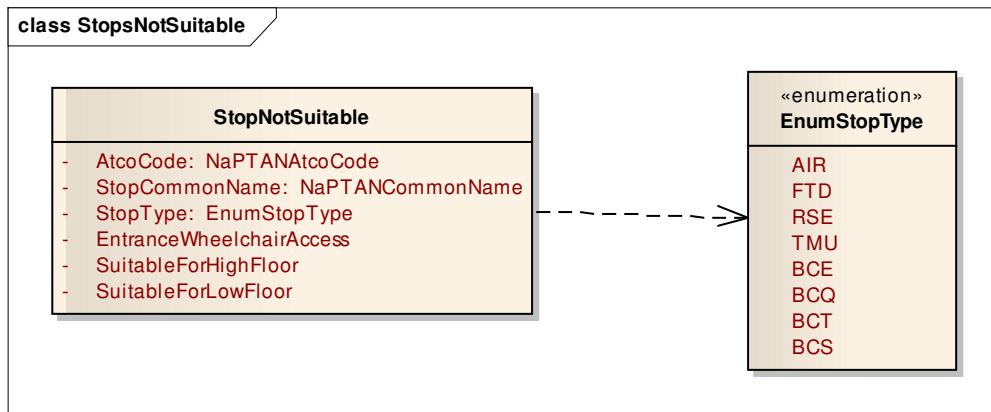 class StopsNotSuitable
StopNotSuitable
- AtcoCode: NaPTANAtcoCode
- StopCommonName: NaPTANCommonName
- StopType: EnumStopType
- EntranceWheelchairAccess
- SuitableForHighFloor
- SuitableForLowFloor
«enumeration»
EnumStopType
AIR
FTD
RSE
TMU
BCE
BCQ
BCT
BCS